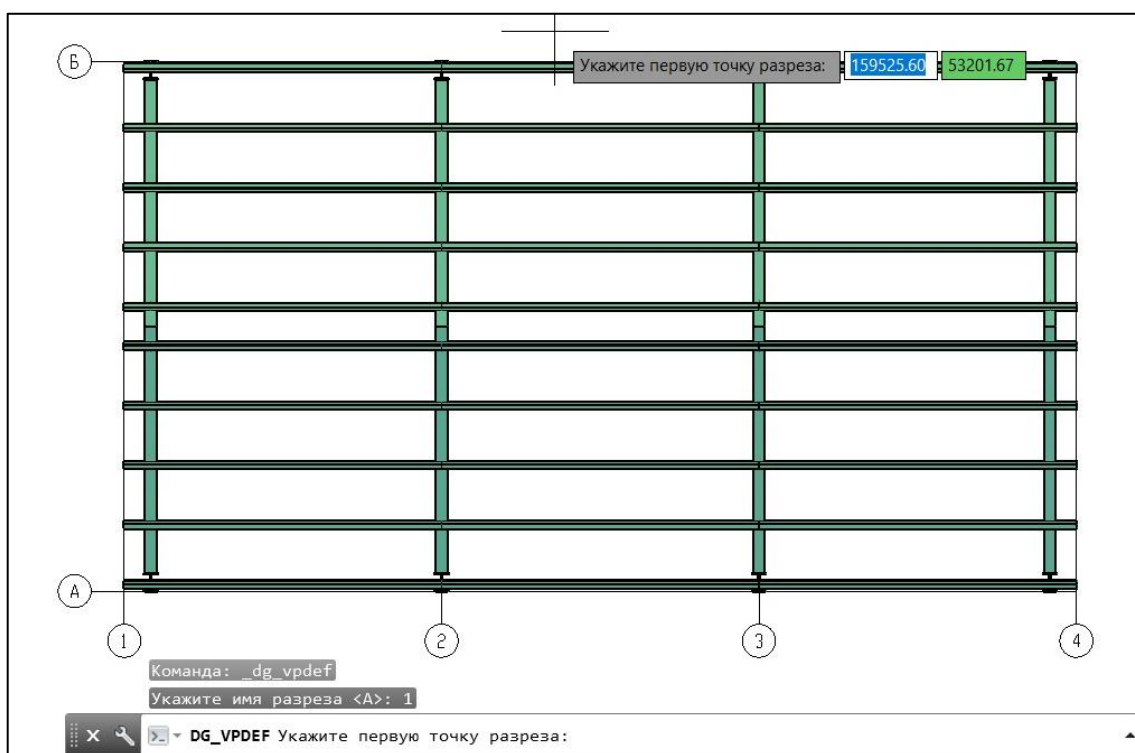 Б
Укажите первую точку разреза: 159525.60 53201.67
А
1 2 3 4
Команда: _dg_vpdef
Укажите имя разреза <А>: 1
DG_VPDEF Укажите первую точку разреза: